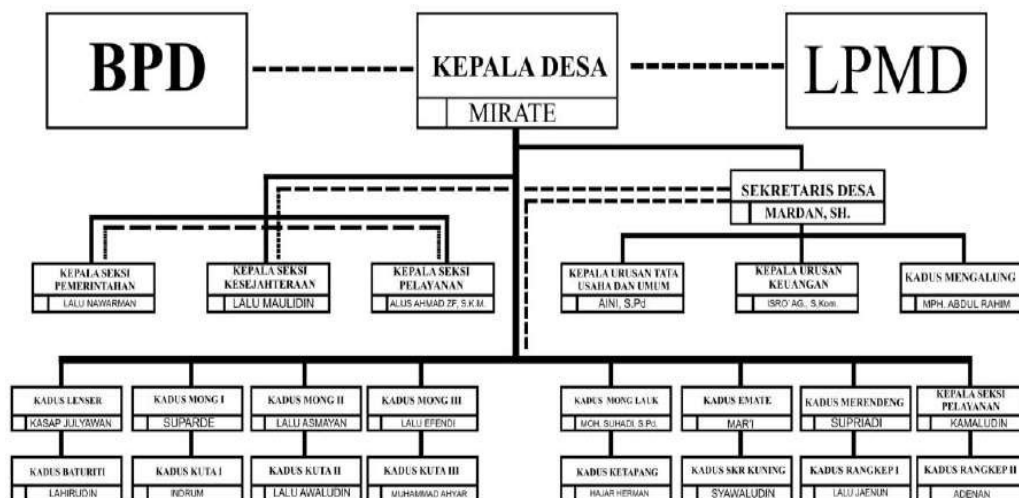 BPD
KEPALA DESA
MIRATE
LPMD
SEKRETARIS DESA
MARDAN, SH.
KEPALA SEKSI
PEMERINTAHAN
LALU NAWARMAN
KEPALA SEKSI
KESEJAHTERAAN
LALU MAULIDIN
KEPALA SEKSI
PELAYANAN
ALUS AHMAD ZF, S.K.M.
KEPALA URUSAN TATA
USAHA DAN UMUM
AINI, S.Pd
KEPALA URUSAN
KEUANGAN
ISRO' AG., S.Kom.
KADUS MENGALUNG
MPH. ABDUL RAHIM
KADUS LENSER
KASAP JULYAWAN
KADUS MONG I
SUPARDE
KADUS MONG II
LALU ASMAYAN
KADUS MONG III
LALU EFENDI
KADUS MONG LAUK
MOH. SUHADI, S.Pd.
KADUS EMATE
MAR'I
KADUS MERENDENG
SUPRIADI
KEPALA SEKSI
PELAYANAN
KAMALUDIN
KADUS BATURITI
LAHIRUDIN
KADUS KUTA I
INDRUM
KADUS KUTA II
LALU AWALUDIN
KADUS KUTA III
MUHAMMAD AHYAR
KADUS KETAPANG
HAJAR HERMAN
KADUS SKR KUNING
SYAWALUDIN
KADUS RANGKEP I
LALU JAENUN
KADUS RANGKEP II
ADENAN